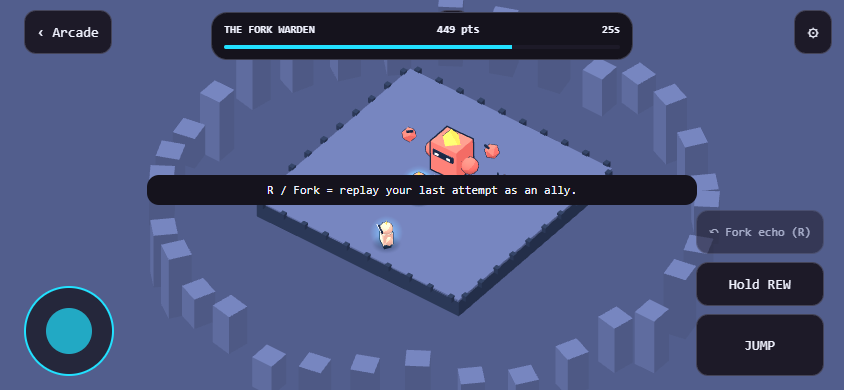 ‹ Arcade
THE FORK WARDEN 449 pts 25s
R / Fork = replay your last attempt as an ally.
↶ Fork echo (R)
Hold REW
JUMP